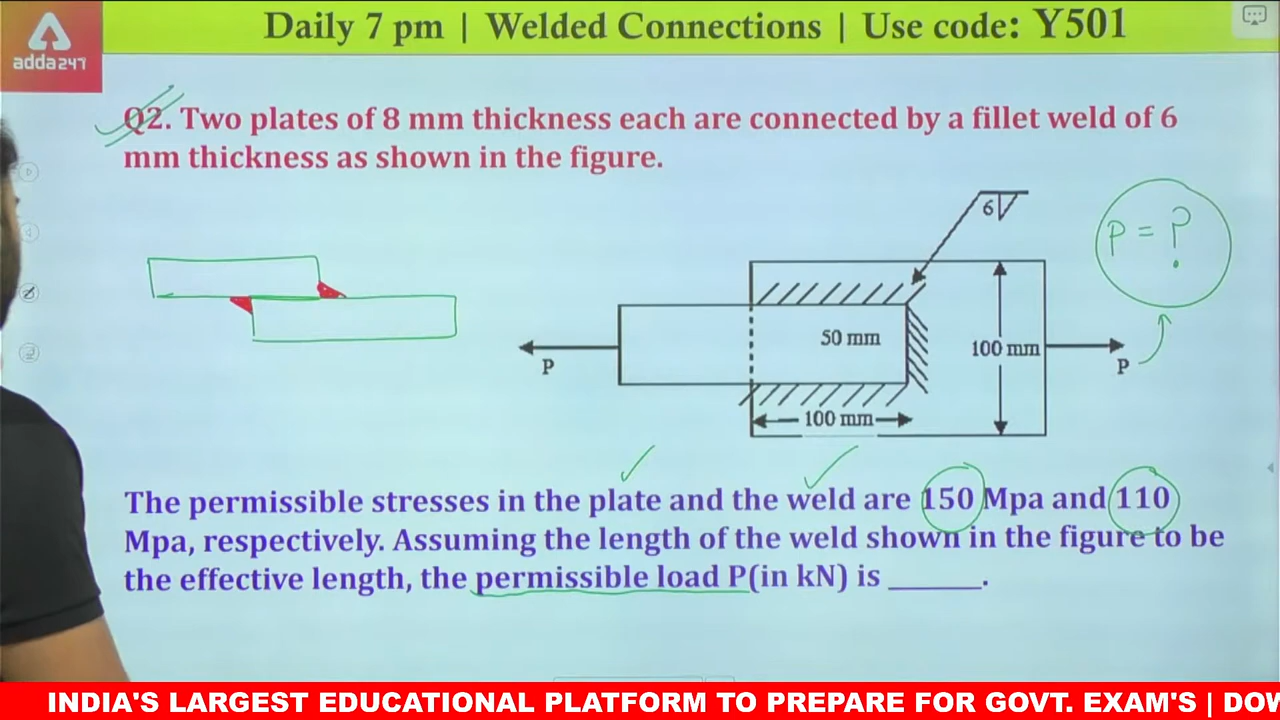 Daily 7 pm | Welded Connections | Use code: Y501
adda247
Q2. Two plates of 8 mm thickness each are connected by a fillet weld of 6
mm thickness as shown in the figure.
6
P = ?
50 mm
100 mm
P
P
100 mm
The permissible stresses in the plate and the weld are 150 Mpa and 110
Mpa, respectively. Assuming the length of the weld shown in the figure to be
the effective length, the permissible load P(in kN) is ______.
INDIA'S LARGEST EDUCATIONAL PLATFORM TO PREPARE FOR GOVT. EXAM'S | DOW